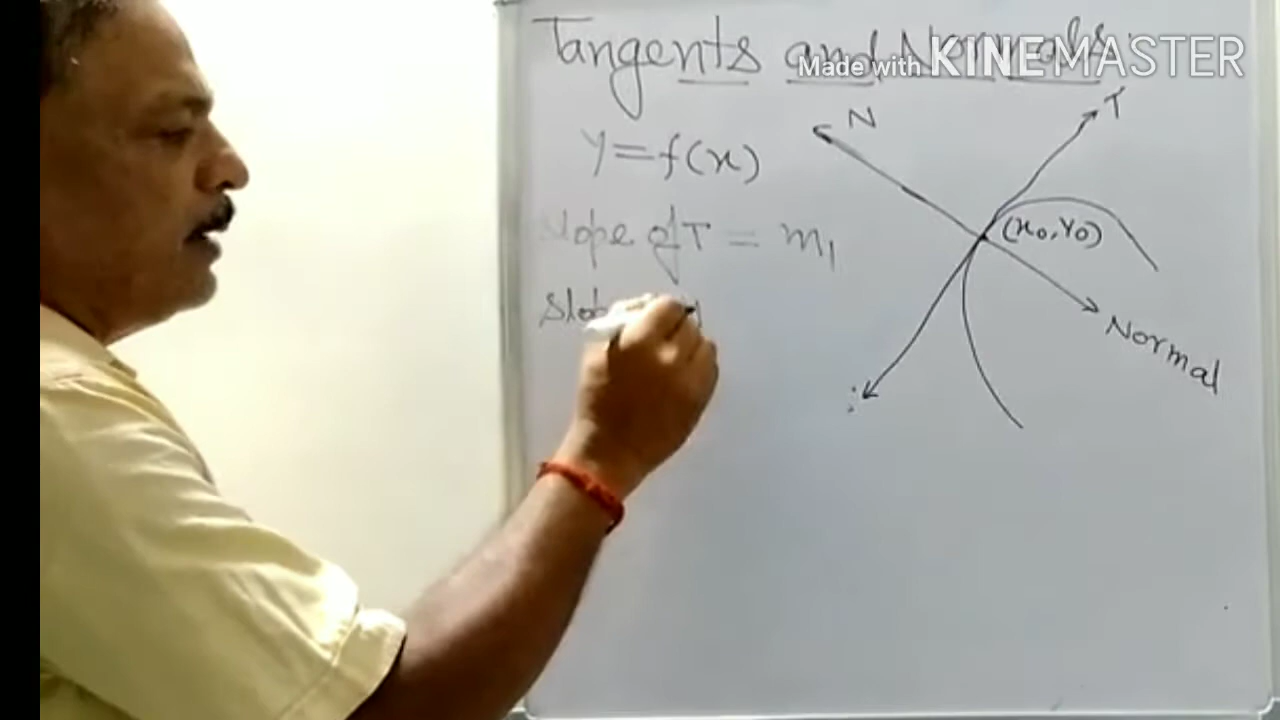 Tangents and Normals
Made with KINEMASTER
N
T
Y=f(x)
(x₀,Y₀)
Slope of T = m₁
Normal